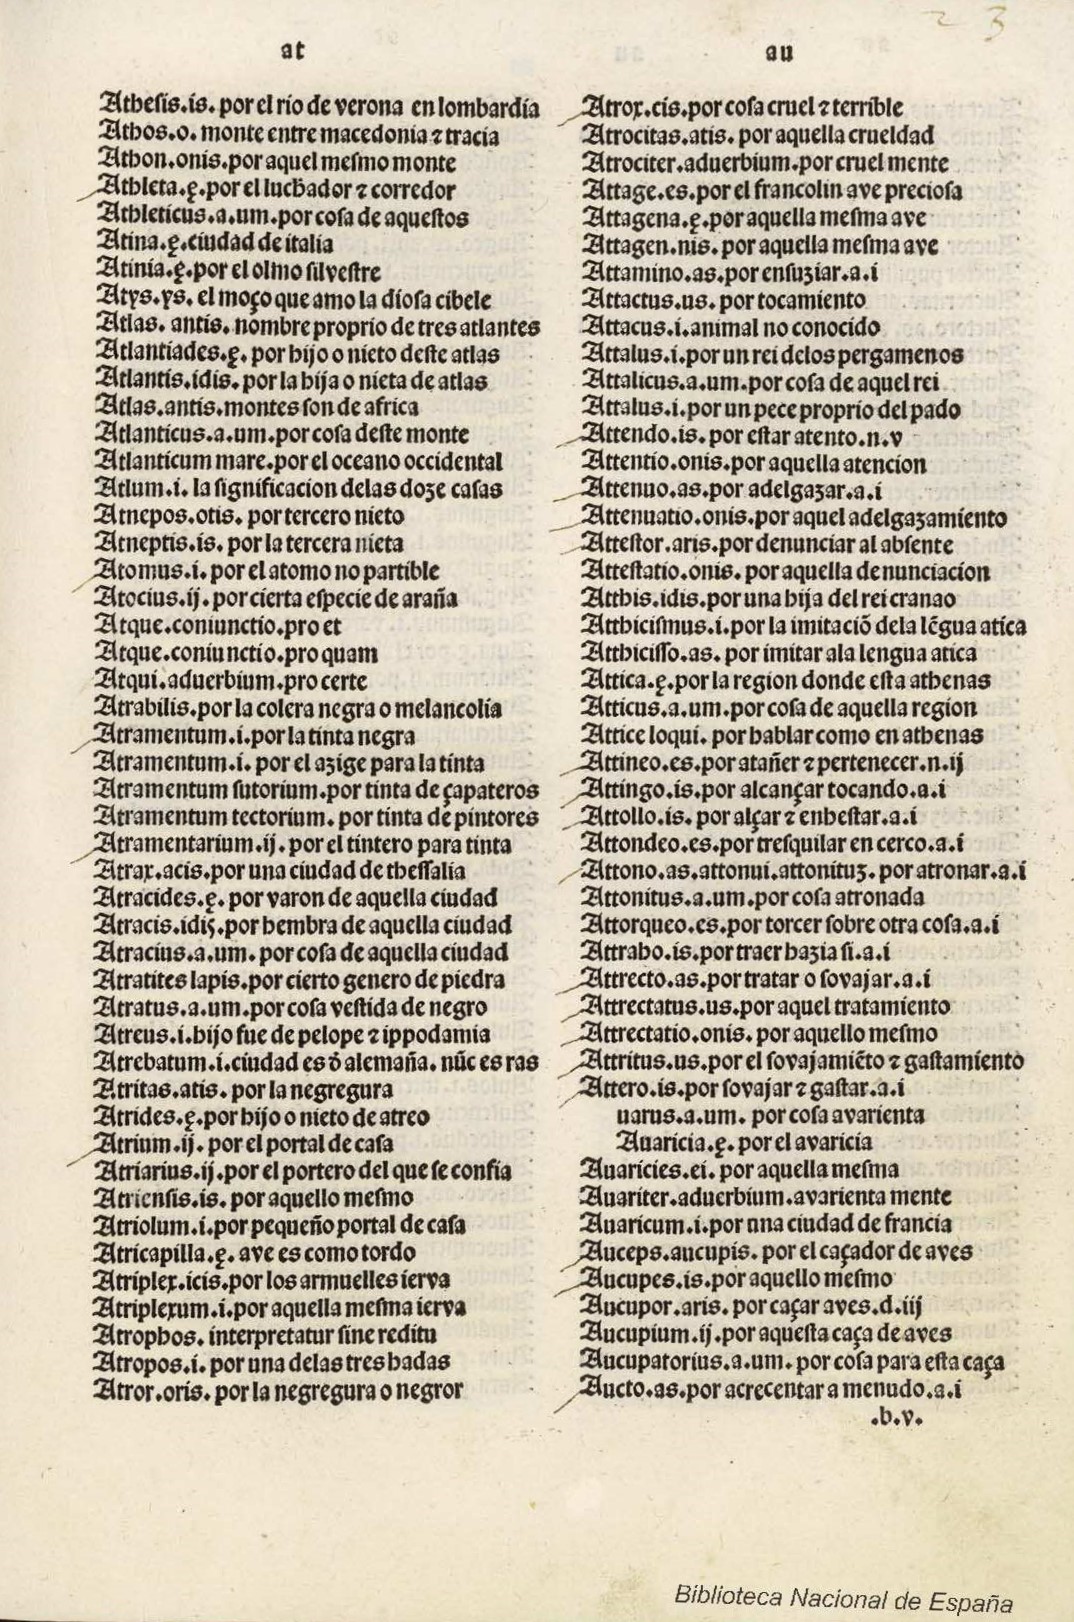 23
at
Athesis.is. por el rio de verona en lombardia
Athos.o. monte entre macedonia ⁊ tracia
Athon.onis.por aquel mesmo monte
Athleta.ę.por el luchador ⁊ corredor
Athleticus.a.um.por cosa de aquestos
Atina.ę.ciudad de italia
Atinia.ę.por el olmo silvestre
Atys.ys. el moço que amo la diosa cibele
Atlas. antis. nombre proprio de tres atlantes
Atlantiades.ę. por hijo o nieto deste atlas
Atlantis.idis. por la hija o nieta de atlas
Atlas.antis.montes son de africa
Atlanticus.a.um.por cosa deste monte
Atlanticum mare.por el oceano occidental
Atlum.i. la significacion delas doze casas
Atnepos.otis. por tercero nieto
Atneptis.is. por la tercera nieta
Atomus.i. por el atomo no partible
Atocius.ij. por cierta especie de araña
Atque.coniunctio.pro et
Atque.coniunctio.pro quam
Atqui.aduerbium.pro certe
Atrabilis.por la colera negra o melancolia
Atramentum.i.por la tinta negra
Atramentum.i. por el azige para la tinta
Atramentum sutorium.por tinta de çapateros
Atramentum tectorium. por tinta de pintores
Atramentarium.ij. por el tintero para tinta
Atrax.acis.por una ciudad de thessalia
Atracides.ę. por varon de aquella ciudad
Atracis.idis.por hembra de aquella ciudad
Atracius.a.um. por cosa de aquella ciudad
Atratites lapis.por cierto genero de piedra
Atratus.a.um.por cosa vestida de negro
Atreus.i.hijo fue de pelope ⁊ ippodamia
Atrebatum.i.ciudad es đ alemaña. nūc es ras
Atritas.atis. por la negregura
Atrides.ę.por hijo o nieto de atreo
Atrium.ij. por el portal de casa
Atriarius.ij.por el portero del que se confia
Atriensis.is. por aquello mesmo
Atriolum.i.por pequeño portal de casa
Atricapilla.ę. ave es como tordo
Atriplex.icis.por los armuelles ierva
Atriplexum.i.por aquella mesma ierva
Atrophos. interpretatur sine reditu
Atropos.i. por una delas tres hadas
Atror.oris. por la negregura o negror
au
Atrox.cis.por cosa cruel ⁊ terrible
Atrocitas.atis. por aquella crueldad
Atrociter.aduerbium.por cruel mente
Attage.es.por el francolin ave preciosa
Attagena.ę.por aquella mesma ave
Attagen.nis. por aquella mesma ave
Attamino.as.por ensuziar.a.i
Attactus.us. por tocamiento
Attacus.i.animal no conocido
Attalus.i.por un rei delos pergamenos
Attalicus.a.um.por cosa de aquel rei
Attalus.i.por un pece proprio del pado
Attendo.is. por estar atento.n.v
Attentio.onis.por aquella atencion
Attenuo.as.por adelgazar.a.i
Attenuatio.onis.por aquel adelgazamiento
Attestor.aris.por denunciar al absente
Attestatio.onis. por aquella denunciacion
Atthis.idis.por una hija del rei cranao
Atthicismus.i.por la imitaciō dela lēgua atica
Atthicisso.as. por imitar ala lengua atica
Attica.ę.por la region donde esta athenas
Atticus.a.um.por cosa de aquella region
Attice loqui. por hablar como en athenas
Attineo.es.por atañer ⁊ pertenecer.n.ij
Attingo.is.por alcançar tocando.a.i
Attollo.is. por alçar ⁊ enhestar.a.i
Attondeo.es.por tresquilar en cerco.a.i
Attono.as.attonui.attonituꝫ. por atronar.a.i
Attonitus.a.um.por cosa atronada
Attorqueo.es.por torcer sobre otra cosa.a.i
Attraho.is.por traer hazia si.a.i
Attrecto.as.por tratar o sovajar.a.i
Attrectatus.us.por aquel tratamiento
Attrectatio.onis. por aquello mesmo
Attritus.us.por el sovajamiēto ⁊ gastamiento
Attero.is.por sovajar ⁊ gastar.a.i
uarus.a.um. por cosa avarienta
Auaricia.ę. por el avaricia
Auaricies.ei. por aquella mesma
Auariter.aduerbium.avarienta mente
Auaricum.i.por una ciudad de francia
Auceps.aucupis. por el caçador de aves
Aucupes.is.por aquello mesmo
Aucupor.aris. por caçar aves.d.iij
Aucupium.ij.por aquesta caça de aves
Aucupatorius.a.um. por cosa para esta caça
Aucto.as.por acrecentar a menudo.a.i
.b.v.
Biblioteca Nacional de España